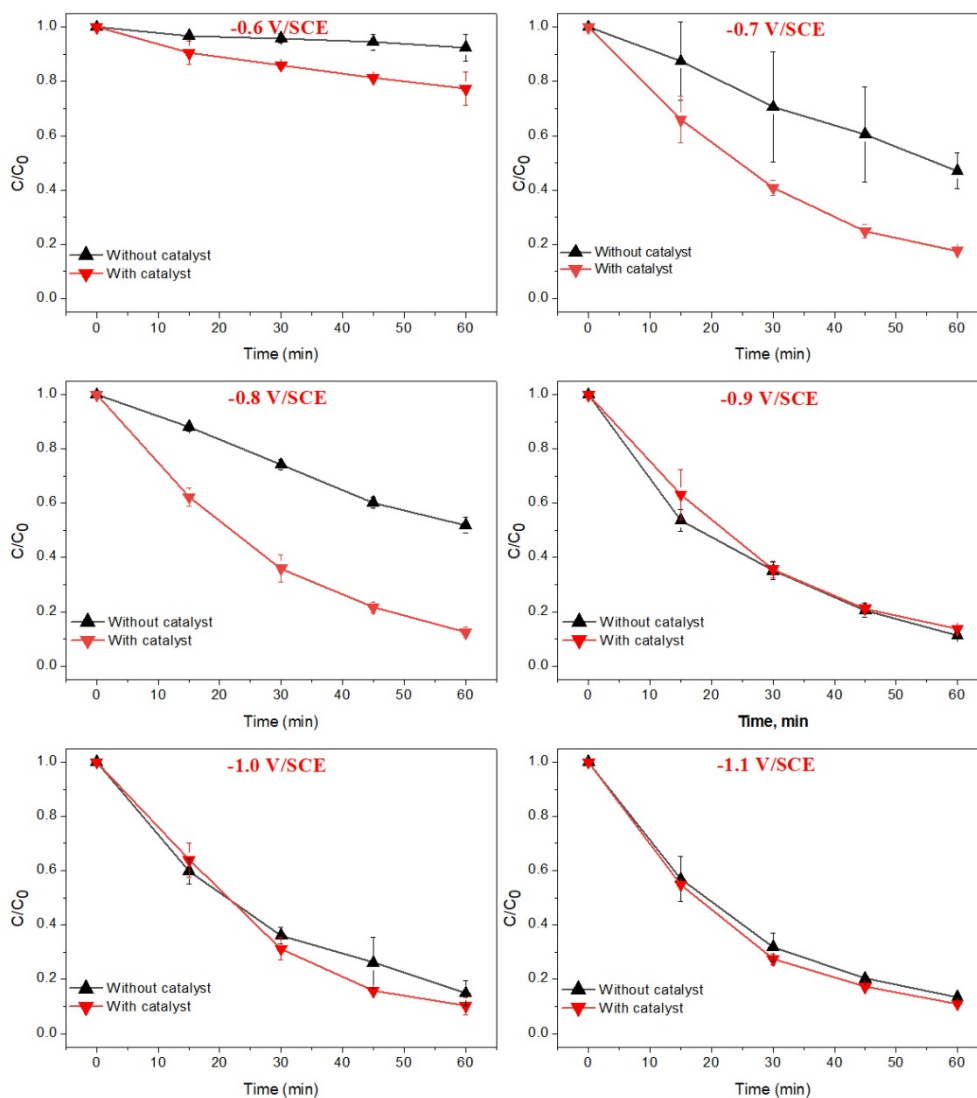 -0.6 V/SCE
1.0
0.8
0.6
0.4
0.2
0.0
C/C0
Without catalyst
With catalyst
0 10 20 30 40 50 60
Time (min)
-0.7 V/SCE
1.0
0.8
0.6
0.4
0.2
0.0
C/C0
Without catalyst
With catalyst
0 10 20 30 40 50 60
Time (min)
-0.8 V/SCE
1.0
0.8
0.6
0.4
0.2
0.0
C/C0
Without catalyst
With catalyst
0 10 20 30 40 50 60
Time (min)
-0.9 V/SCE
1.0
0.8
0.6
0.4
0.2
0.0
C/C0
Without catalyst
With catalyst
0 10 20 30 40 50 60
Time, min
-1.0 V/SCE
1.0
0.8
0.6
0.4
0.2
0.0
C/C0
Without catalyst
With catalyst
0 10 20 30 40 50 60
Time (min)
-1.1 V/SCE
1.0
0.8
0.6
0.4
0.2
0.0
C/C0
Without catalyst
With catalyst
0 10 20 30 40 50 60
Time (min)